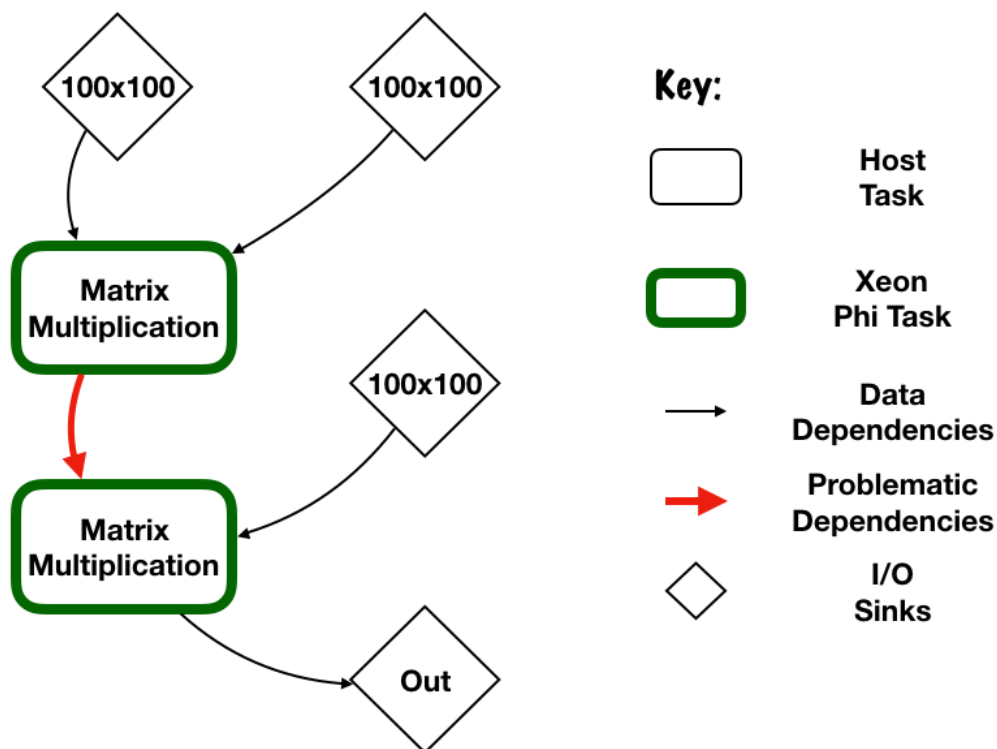 100x100
100x100
Matrix
Multiplication
100x100
Matrix
Multiplication
Out
Key:
Host
Task
Xeon
Phi Task
Data
Dependencies
Problematic
Dependencies
I/O
Sinks